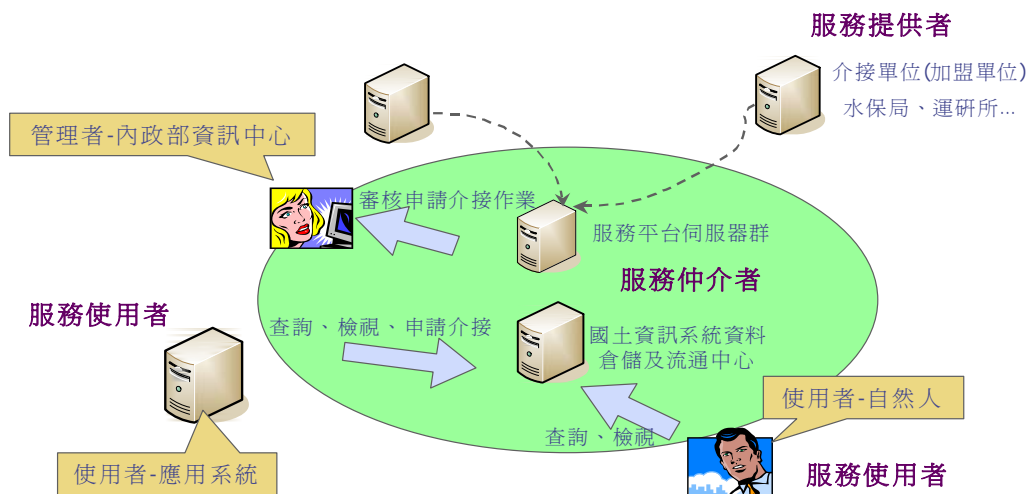 服務提供者
介接單位(加盟單位)
水保局、運研所…
管理者-內政部資訊中心
審核申請介接作業
服務平台伺服器群
服務仲介者
服務使用者
查詢、檢視、申請介接
國土資訊系統資料
倉儲及流通中心
使用者-自然人
查詢、檢視
使用者-應用系統
服務使用者